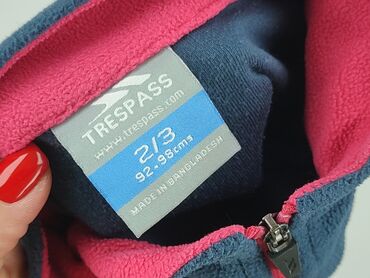 TRESPASS
www.trespass.com
2/3
92-98cms
MADE IN BANGLADESH